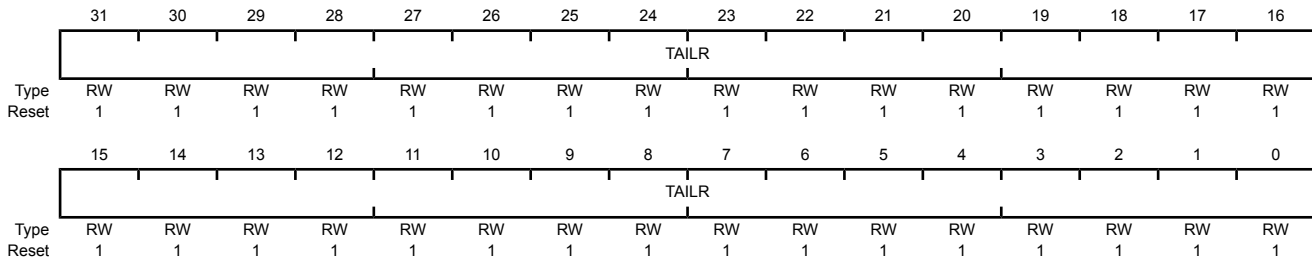 31 30 29 28 27 26 25 24 23 22 21 20 19 18 17 16
TAILR
Type RW RW RW RW RW RW RW RW RW RW RW RW RW RW RW RW
Reset 1 1 1 1 1 1 1 1 1 1 1 1 1 1 1 1
15 14 13 12 11 10 9 8 7 6 5 4 3 2 1 0
TAILR
Type RW RW RW RW RW RW RW RW RW RW RW RW RW RW RW RW
Reset 1 1 1 1 1 1 1 1 1 1 1 1 1 1 1 1